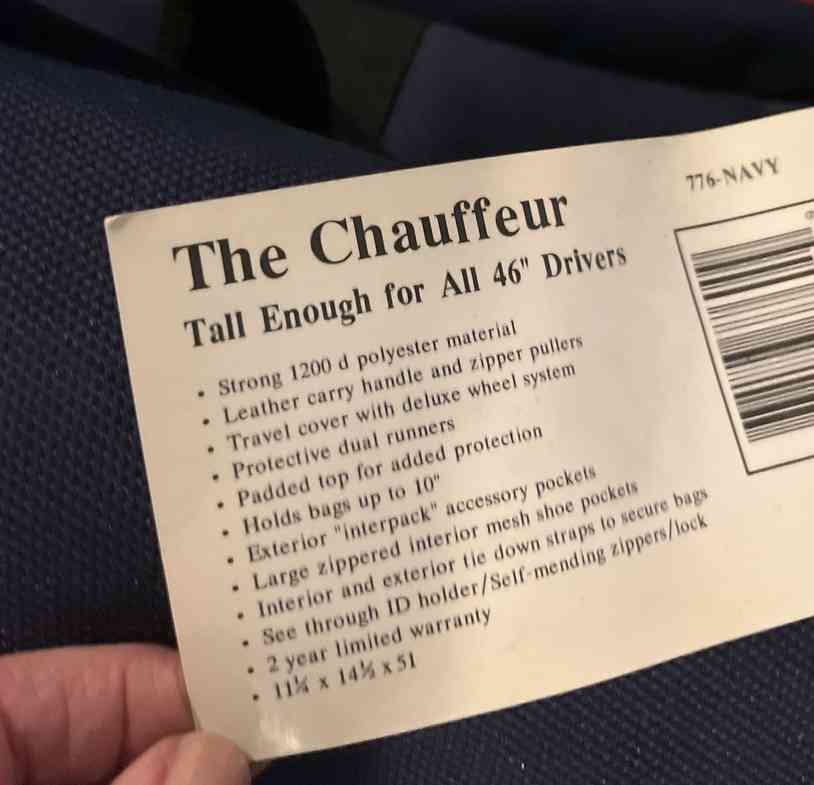 776-NAVY
The Chauffeur
Tall Enough for All 46" Drivers
• Strong 1200 d polyester material
• Leather carry handle and zipper pullers
• Travel cover with deluxe wheel system
• Protective dual runners
• Padded top for added protection
• Holds bags up to 10"
• Exterior "interpack" accessory pockets
• Large zippered interior mesh shoe pockets
• Interior and exterior tie down straps to secure bags
• See through ID holder/Self-mending zippers/lock
• 2 year limited warranty
• 11¼ x 14½ x 51